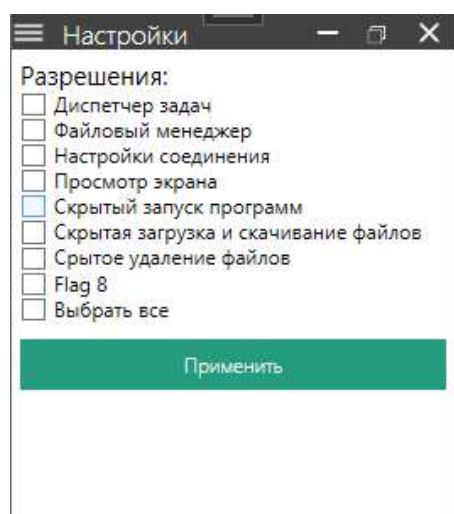 Настройки
Разрешения:
Диспетчер задач
Файловый менеджер
Настройки соединения
Просмотр экрана
Скрытый запуск программ
Скрытая загрузка и скачивание файлов
Срытое удаление файлов
Flag 8
Выбрать все
Применить